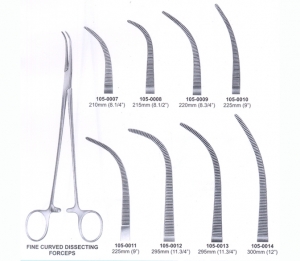 105-0007
210mm (8.1/4")
105-0008
215mm (8.1/2")
105-0009
220mm (8.3/4")
105-0010
225mm (9")
105-0011
225mm (9")
105-0012
295mm (11.3/4")
105-0013
295mm (11.3/4")
105-0014
300mm (12")
FINE CURVED DISSECTING
FORCEPS